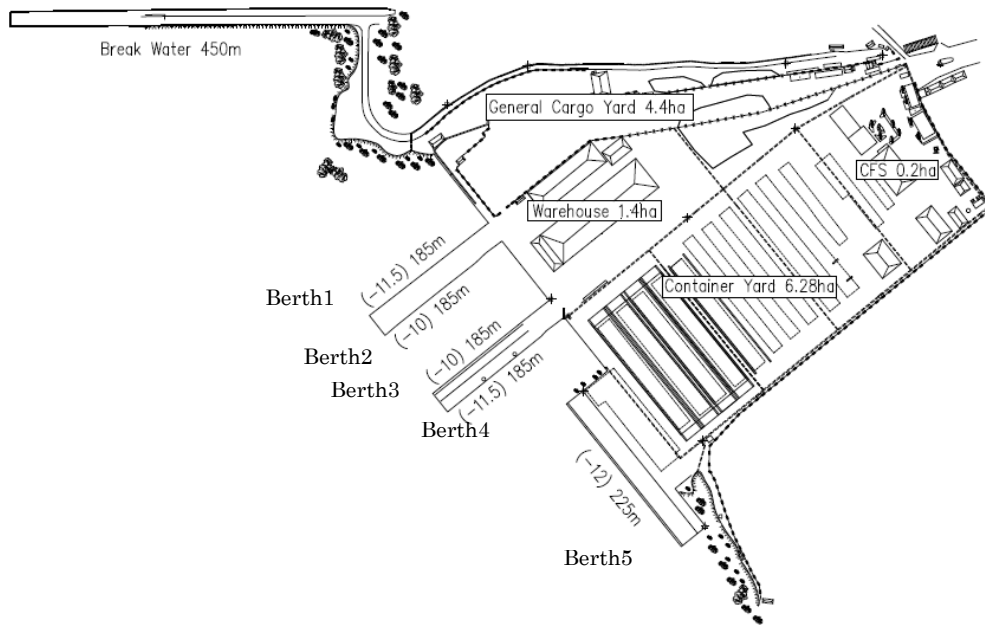 Break Water 450m
General Cargo Yard 4.4ha
CFS 0.2ha
Warehouse 1.4ha
(-11.5) 185m
Berth1
(-10) 185m
Container Yard 6.28ha
Berth2
(-10) 185m
Berth3
(-11.5) 185m
Berth4
(-12) 225m
Berth5